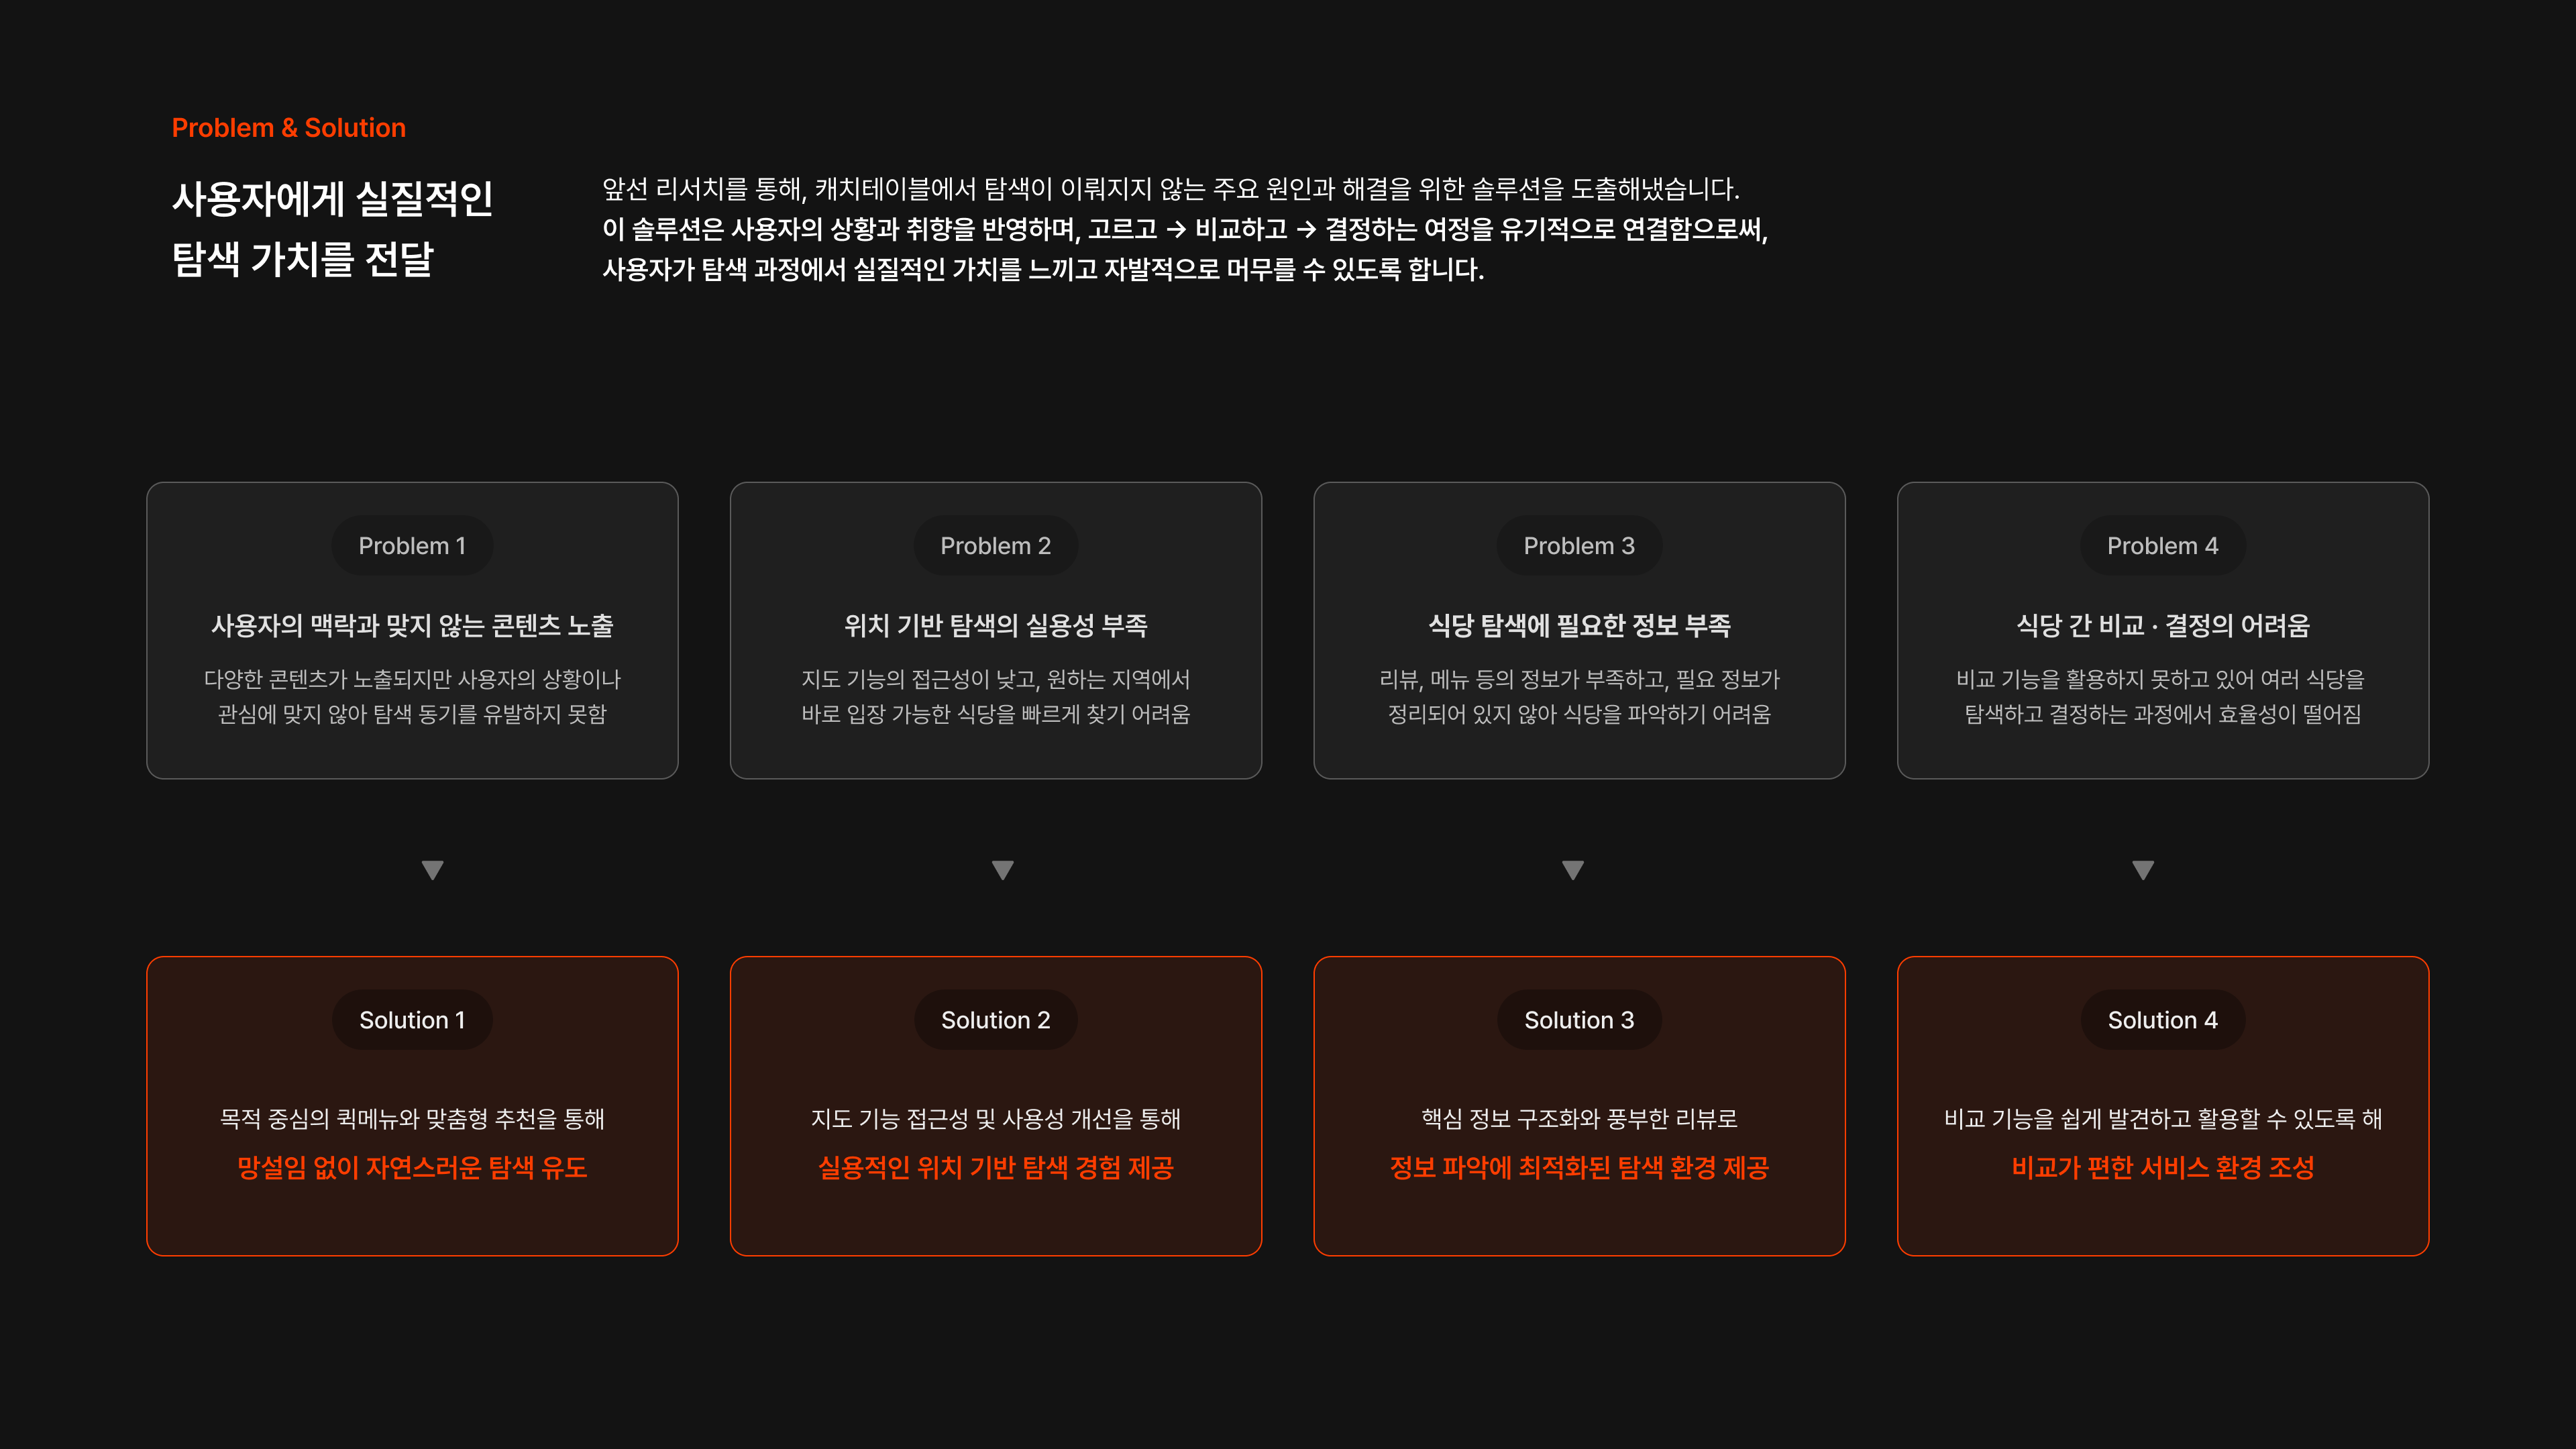 Problem & Solution
사용자에게 실질적인
탐색 가치를 전달
앞선 리서치를 통해, 캐치테이블에서 탐색이 이뤄지지 않는 주요 원인과 해결을 위한 솔루션을 도출해냈습니다.
이 솔루션은 사용자의 상황과 취향을 반영하며, 고르고 → 비교하고 → 결정하는 여정을 유기적으로 연결함으로써,
사용자가 탐색 과정에서 실질적인 가치를 느끼고 자발적으로 머무를 수 있도록 합니다.
Problem 1
사용자의 맥락과 맞지 않는 콘텐츠 노출
다양한 콘텐츠가 노출되지만 사용자의 상황이나
관심에 맞지 않아 탐색 동기를 유발하지 못함
Problem 2
위치 기반 탐색의 실용성 부족
지도 기능의 접근성이 낮고, 원하는 지역에서
바로 입장 가능한 식당을 빠르게 찾기 어려움
Problem 3
식당 탐색에 필요한 정보 부족
리뷰, 메뉴 등의 정보가 부족하고, 필요 정보가
정리되어 있지 않아 식당을 파악하기 어려움
Problem 4
식당 간 비교 · 결정의 어려움
비교 기능을 활용하지 못하고 있어 여러 식당을
탐색하고 결정하는 과정에서 효율성이 떨어짐
Solution 1
목적 중심의 퀵메뉴와 맞춤형 추천을 통해
망설임 없이 자연스러운 탐색 유도
Solution 2
지도 기능 접근성 및 사용성 개선을 통해
실용적인 위치 기반 탐색 경험 제공
Solution 3
핵심 정보 구조화와 풍부한 리뷰로
정보 파악에 최적화된 탐색 환경 제공
Solution 4
비교 기능을 쉽게 발견하고 활용할 수 있도록 해
비교가 편한 서비스 환경 조성